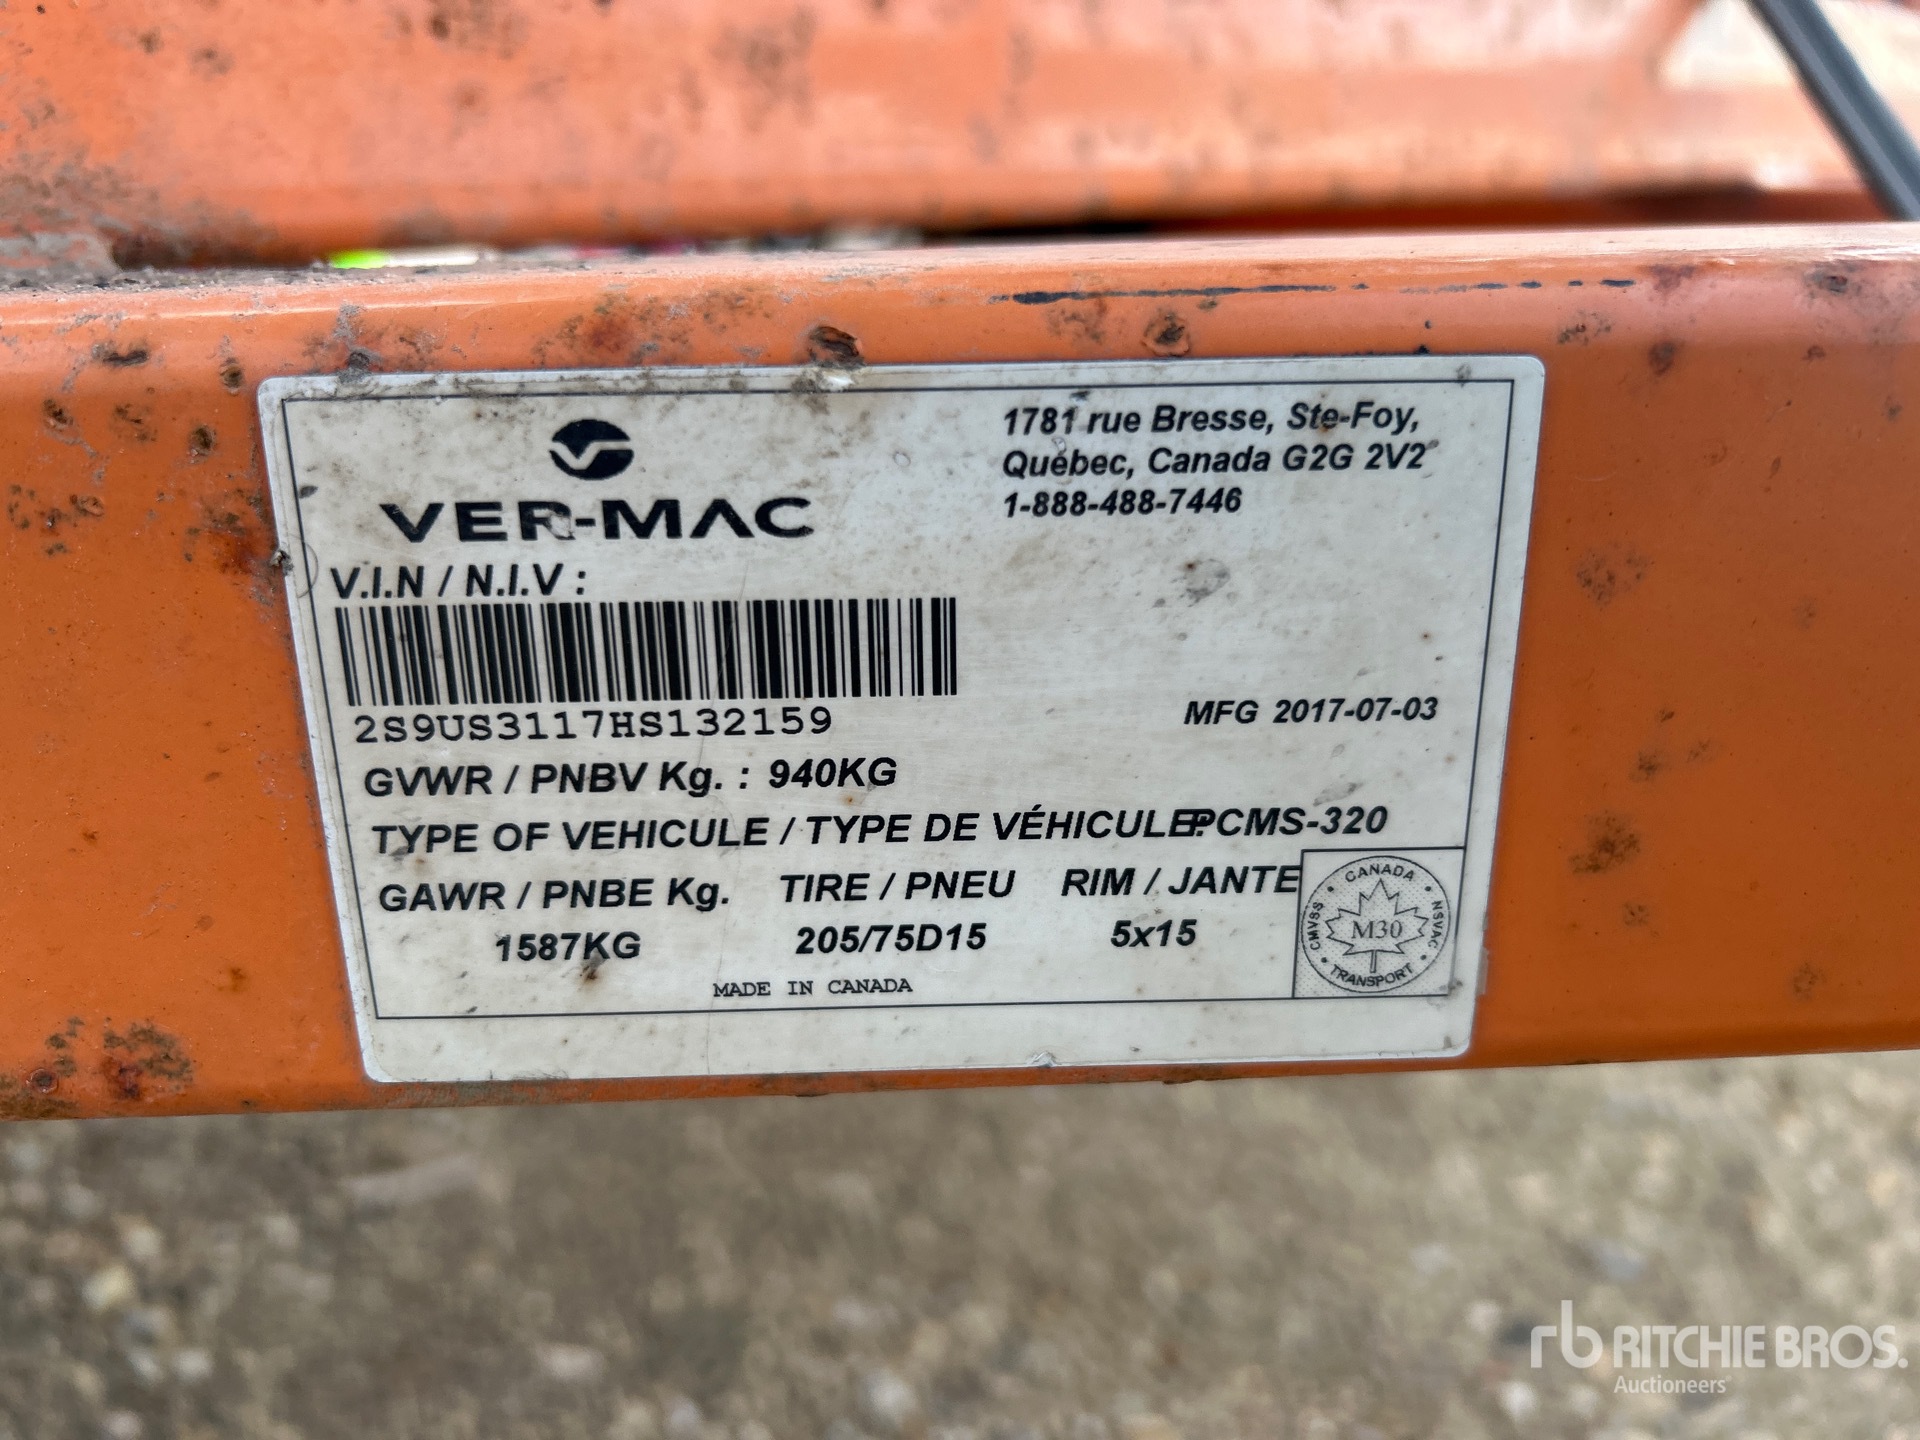 VER-MAC
1781 rue Bresse, Ste-Foy,
Québec, Canada G2G 2V2
1-888-488-7446
V.I.N / N.I.V :
2S9US3117HS132159
MFG 2017-07-03
GVWR / PNBV Kg. : 940KG
TYPE OF VEHICULE / TYPE DE VÉHICULE: PCMS-320
GAWR / PNBE Kg. TIRE / PNEU RIM / JANTE
1587KG 205/75D15 5x15
MADE IN CANADA
CANADA
CMVSS • NSVAC
M30
TRANSPORT
rb RITCHIE BROS.
Auctioneers